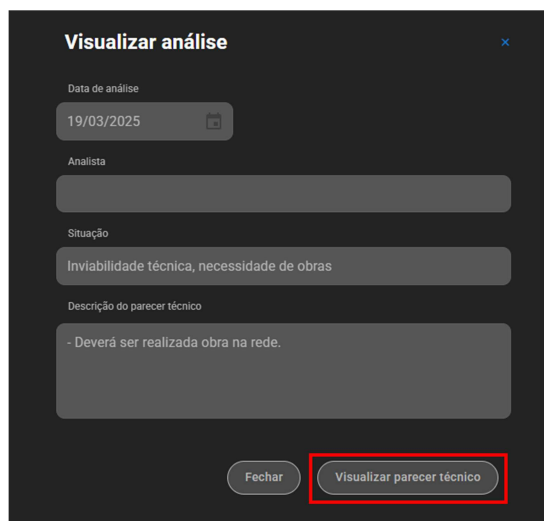 Visualizar análise
×
Data de análise
19/03/2025
Analista
Situação
Inviabilidade técnica, necessidade de obras
Descrição do parecer técnico
- Deverá ser realizada obra na rede.
Fechar
Visualizar parecer técnico